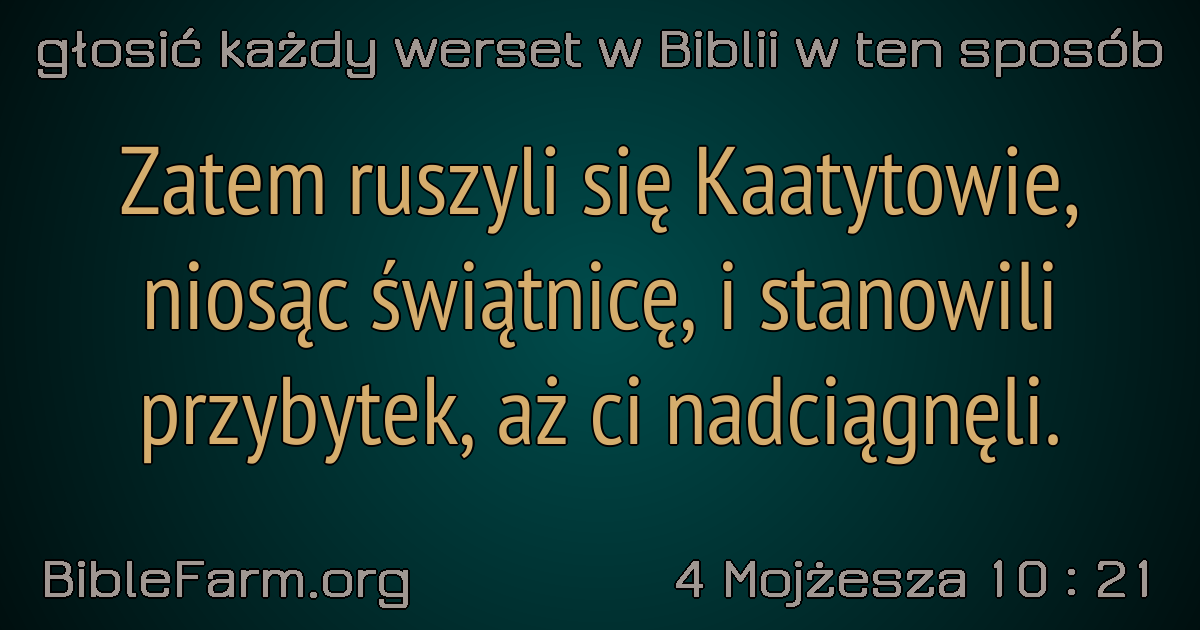 głosić każdy werset w Biblii w ten sposób
Zatem ruszyli się Kaatytowie,
niosąc świątnicę, i stanowili
przybytek, aż ci nadciągnęli.
BibleFarm.org
4 Mojżesza 10 : 21